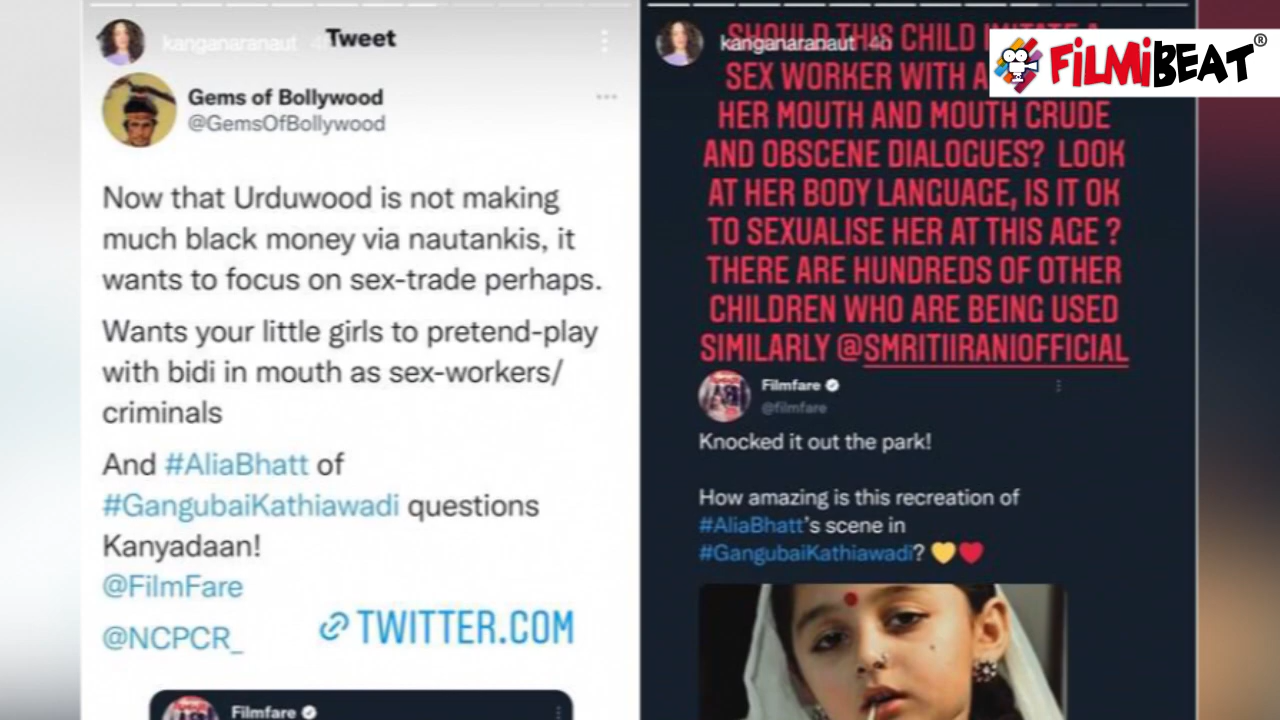 kanganaranaut
Tweet
Gems of Bollywood
@GemsOfBollywood
Now that Urduwood is not making
much black money via nautankis, it
wants to focus on sex-trade perhaps.
Wants your little girls to pretend-play
with bidi in mouth as sex-workers/
criminals
And #AliaBhatt of
#GangubaiKathiawadi questions
Kanyadaan!
@FilmFare
@NCPCR_
TWITTER.COM
Filmfare
SHOULD THIS CHILD IMITATE A
kanganaranaut 4h
SEX WORKER WITH A
HER MOUTH AND MOUTH CRUDE
AND OBSCENE DIALOGUES? LOOK
AT HER BODY LANGUAGE, IS IT OK
TO SEXUALISE HER AT THIS AGE ?
THERE ARE HUNDREDS OF OTHER
CHILDREN WHO ARE BEING USED
SIMILARLY @SMRITIIRANIOFFICIAL
Filmfare
@filmfare
Knocked it out the park!
How amazing is this recreation of
#AliaBhatt's scene in
#GangubaiKathiawadi? 💛❤️
FiLMiBEAT®